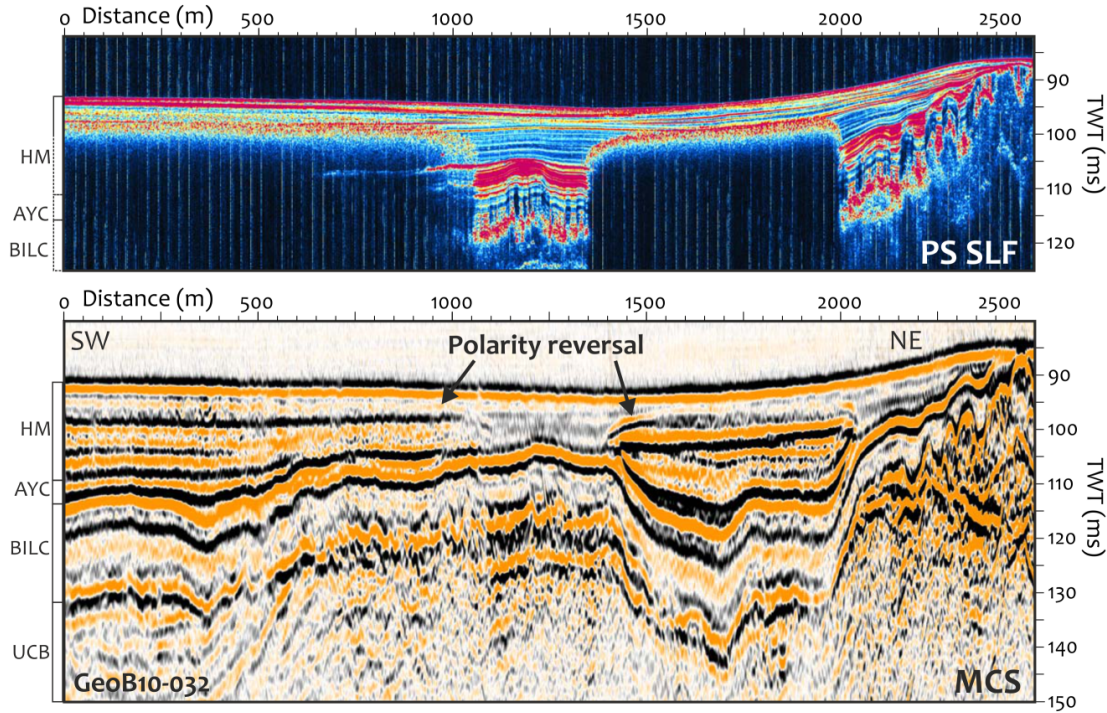 0 Distance (m) 500 1000 1500 2000 2500
90
100
110
120
TWT (ms)
HM
AYC
BILC
PS SLF
0 Distance (m) 500 1000 1500 2000 2500
SW
NE
Polarity reversal
90
100
110
120
130
140
150
TWT (ms)
HM
AYC
BILC
UCB
GeoB10-032
MCS